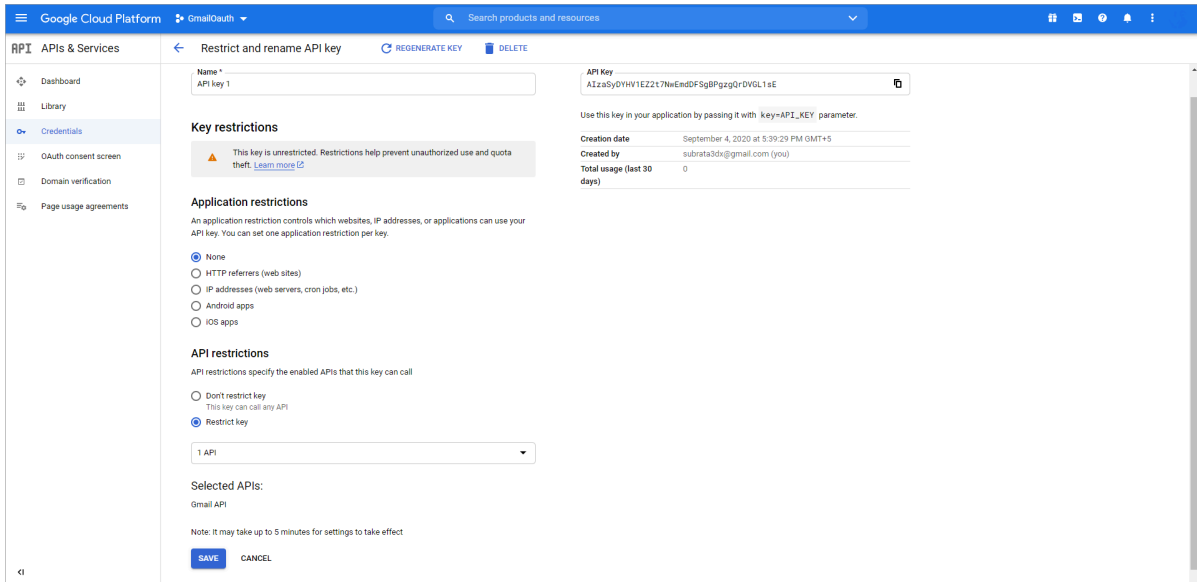 Google Cloud Platform
GmailOauth
Search products and resources
API APIs & Services
Restrict and rename API key
REGENERATE KEY
DELETE
Dashboard
Library
Credentials
OAuth consent screen
Domain verification
Page usage agreements
Name *
API key 1
Key restrictions
This key is unrestricted. Restrictions help prevent unauthorized use and quota
theft. Learn more
Application restrictions
An application restriction controls which websites, IP addresses, or applications can use your
API key. You can set one application restriction per key.
None
HTTP referrers (web sites)
IP addresses (web servers, cron jobs, etc.)
Android apps
iOS apps
API restrictions
API restrictions specify the enabled APIs that this key can call
Don't restrict key
This key can call any API
Restrict key
1 API
Selected APIs:
Gmail API
Note: It may take up to 5 minutes for settings to take effect
SAVE
CANCEL
API Key
AIzaSyDYHV1EZ2t7NwEmdDFSgBPgzgQrDVGL1sE
Use this key in your application by passing it with key=API_KEY parameter.
Creation date September 4, 2020 at 5:39:29 PM GMT+5
Created by subrata3dx@gmail.com (you)
Total usage (last 30 0
days)